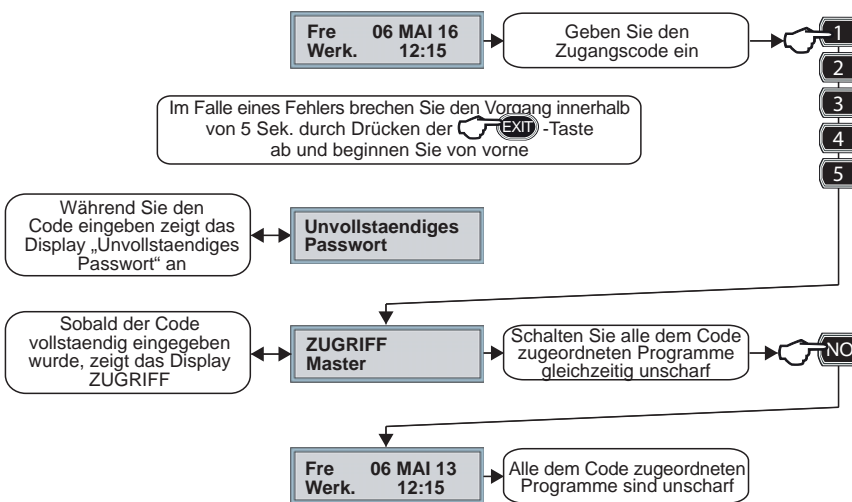 Fre 06 MAI 16
Werk. 12:15
Geben Sie den
Zugangscode ein
1
2
3
4
5
Im Falle eines Fehlers brechen Sie den Vorgang innerhalb
von 5 Sek. durch Drücken der EXIT -Taste
ab und beginnen Sie von vorne
Während Sie den
Code eingeben zeigt das
Display „Unvollstaendiges
Passwort“ an
Unvollstaendiges
Passwort
Sobald der Code
vollstaendig eingegeben
wurde, zeigt das Display
ZUGRIFF
ZUGRIFF
Master
Schalten Sie alle dem Code
zugeordneten Programme
gleichzeitig unscharf
NO
Fre 06 MAI 13
Werk. 12:15
Alle dem Code zugeordneten
Programme sind unscharf